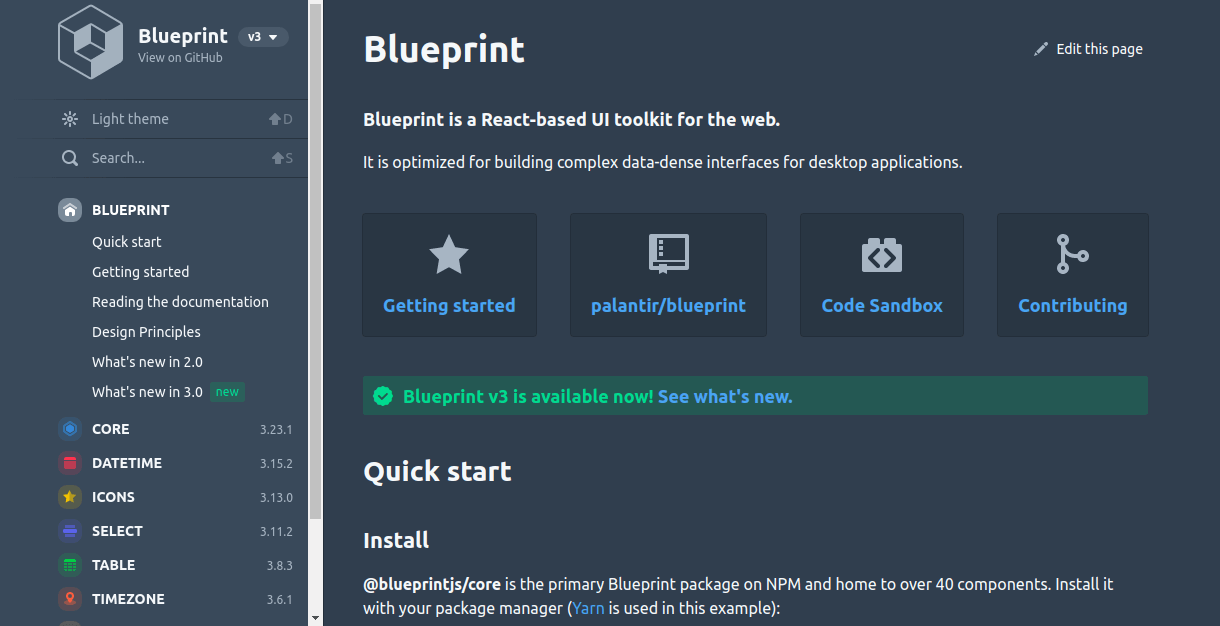 Blueprint v3
View on GitHub
Light theme D
Search... S
BLUEPRINT
Quick start
Getting started
Reading the documentation
Design Principles
What's new in 2.0
What's new in 3.0 new
CORE 3.23.1
DATETIME 3.15.2
ICONS 3.13.0
SELECT 3.11.2
TABLE 3.8.3
TIMEZONE 3.6.1
Blueprint
Edit this page
Blueprint is a React-based UI toolkit for the web.
It is optimized for building complex data-dense interfaces for desktop applications.
Getting started
palantir/blueprint
Code Sandbox
Contributing
Blueprint v3 is available now! See what's new.
Quick start
Install
@blueprintjs/core is the primary Blueprint package on NPM and home to over 40 components. Install it
with your package manager (Yarn is used in this example):